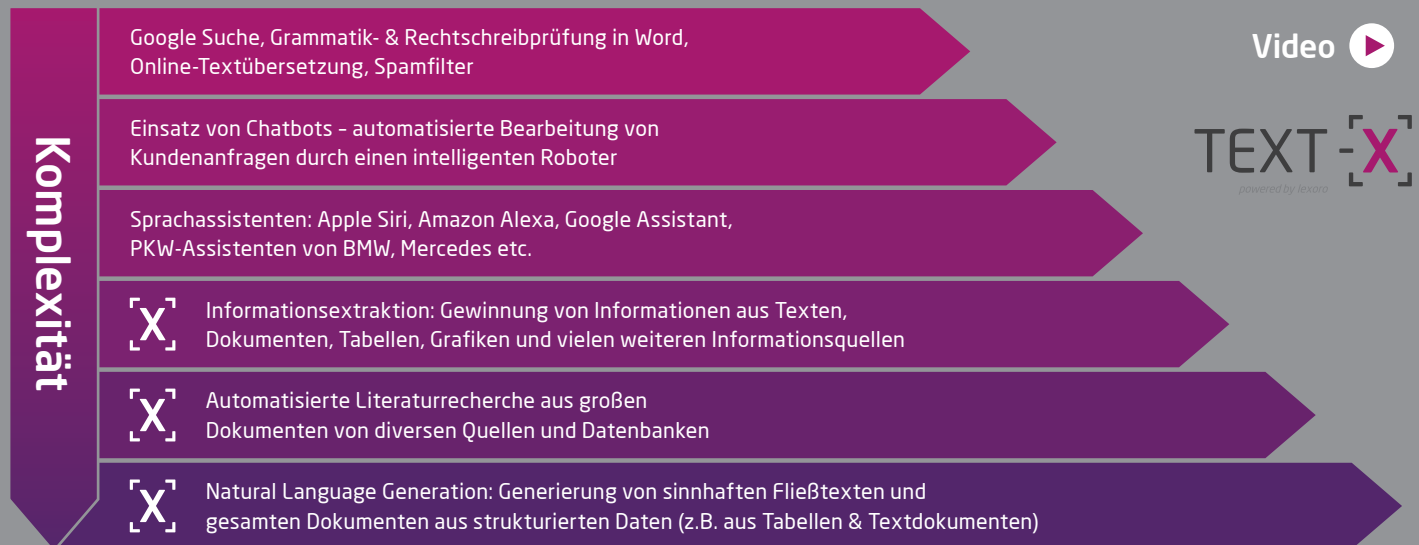 Komplexität
Google Suche, Grammatik- & Rechtschreibprüfung in Word,
Online-Textübersetzung, Spamfilter
Einsatz von Chatbots – automatisierte Bearbeitung von
Kundenanfragen durch einen intelligenten Roboter
Sprachassistenten: Apple Siri, Amazon Alexa, Google Assistant,
PKW-Assistenten von BMW, Mercedes etc.
[X] Informationsextraktion: Gewinnung von Informationen aus Texten,
Dokumenten, Tabellen, Grafiken und vielen weiteren Informationsquellen
[X] Automatisierte Literaturrecherche aus großen
Dokumenten von diversen Quellen und Datenbanken
[X] Natural Language Generation: Generierung von sinnhaften Fließtexten und
gesamten Dokumenten aus strukturierten Daten (z.B. aus Tabellen & Textdokumenten)
Video
TEXT-[X]
powered by lexoro